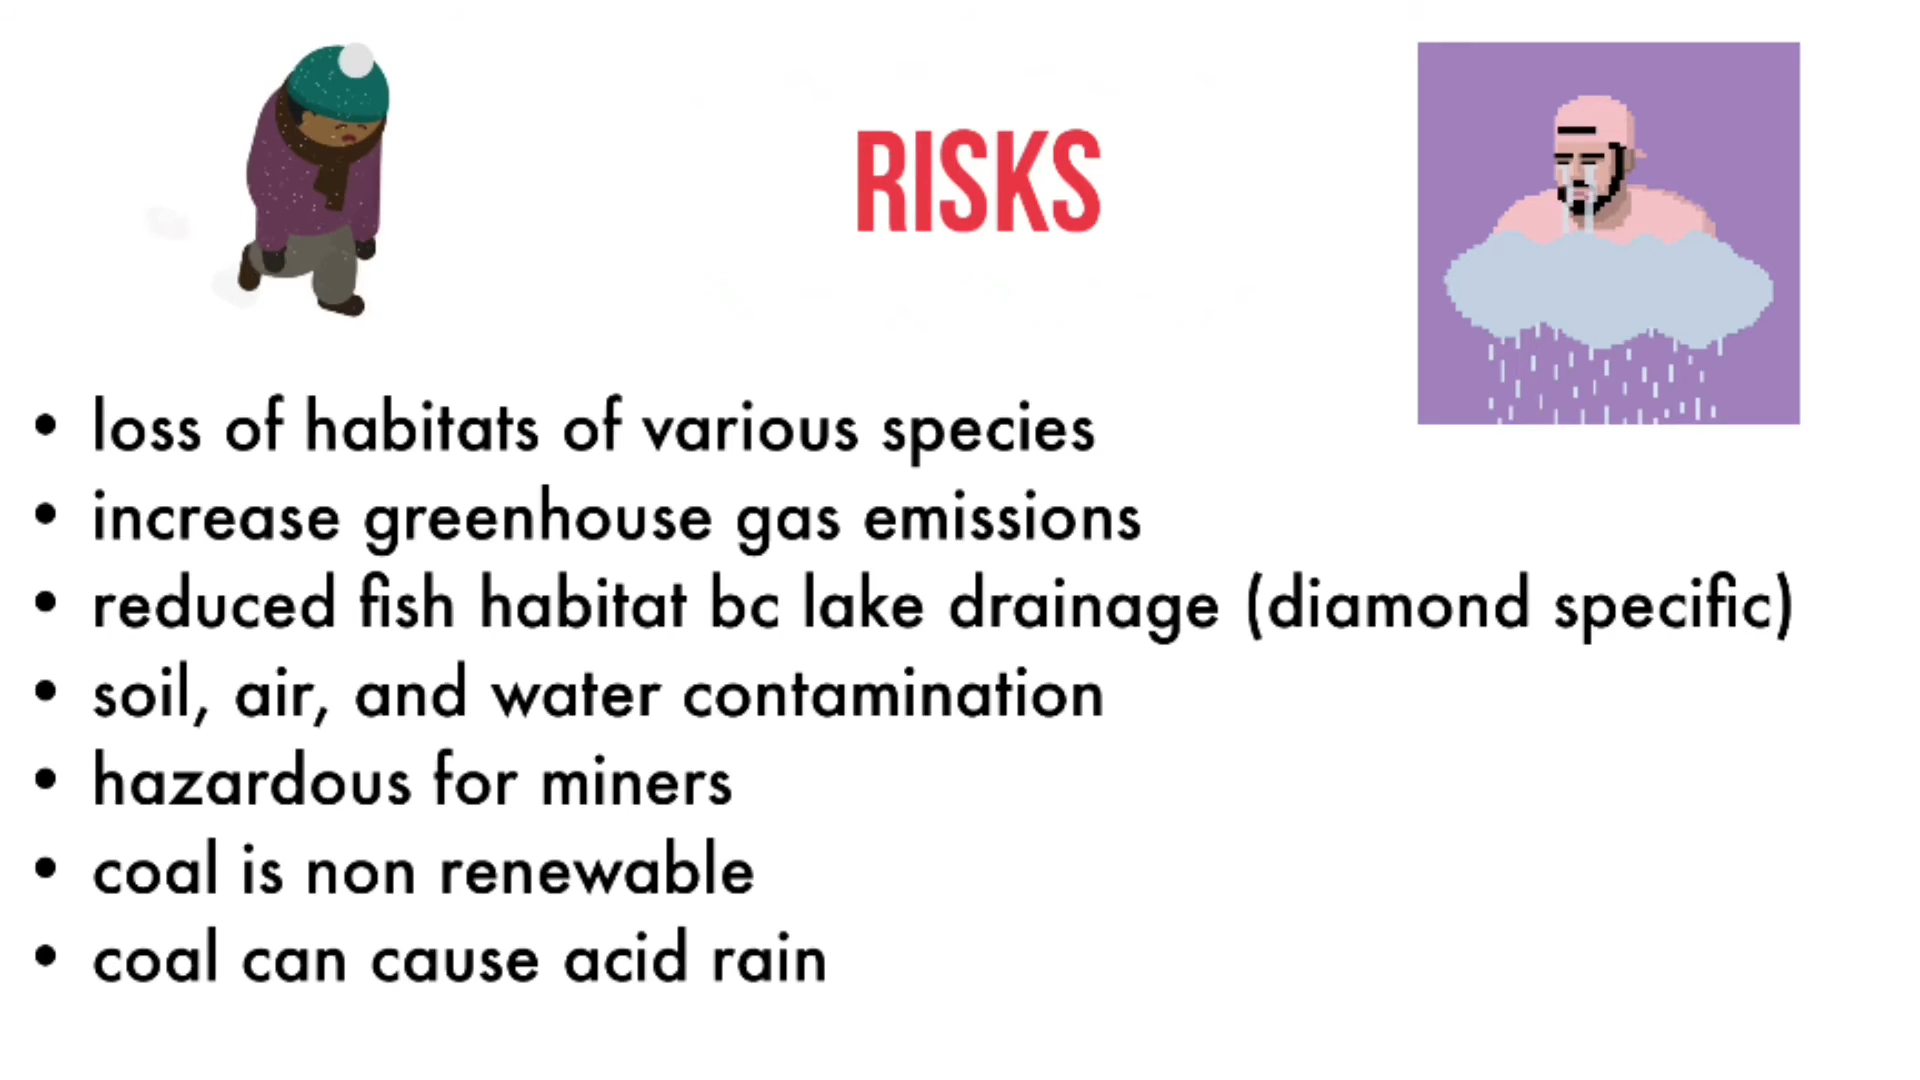 RISKS
• loss of habitats of various species
• increase greenhouse gas emissions
• reduced fish habitat bc lake drainage (diamond specific)
• soil, air, and water contamination
• hazardous for miners
• coal is non renewable
• coal can cause acid rain